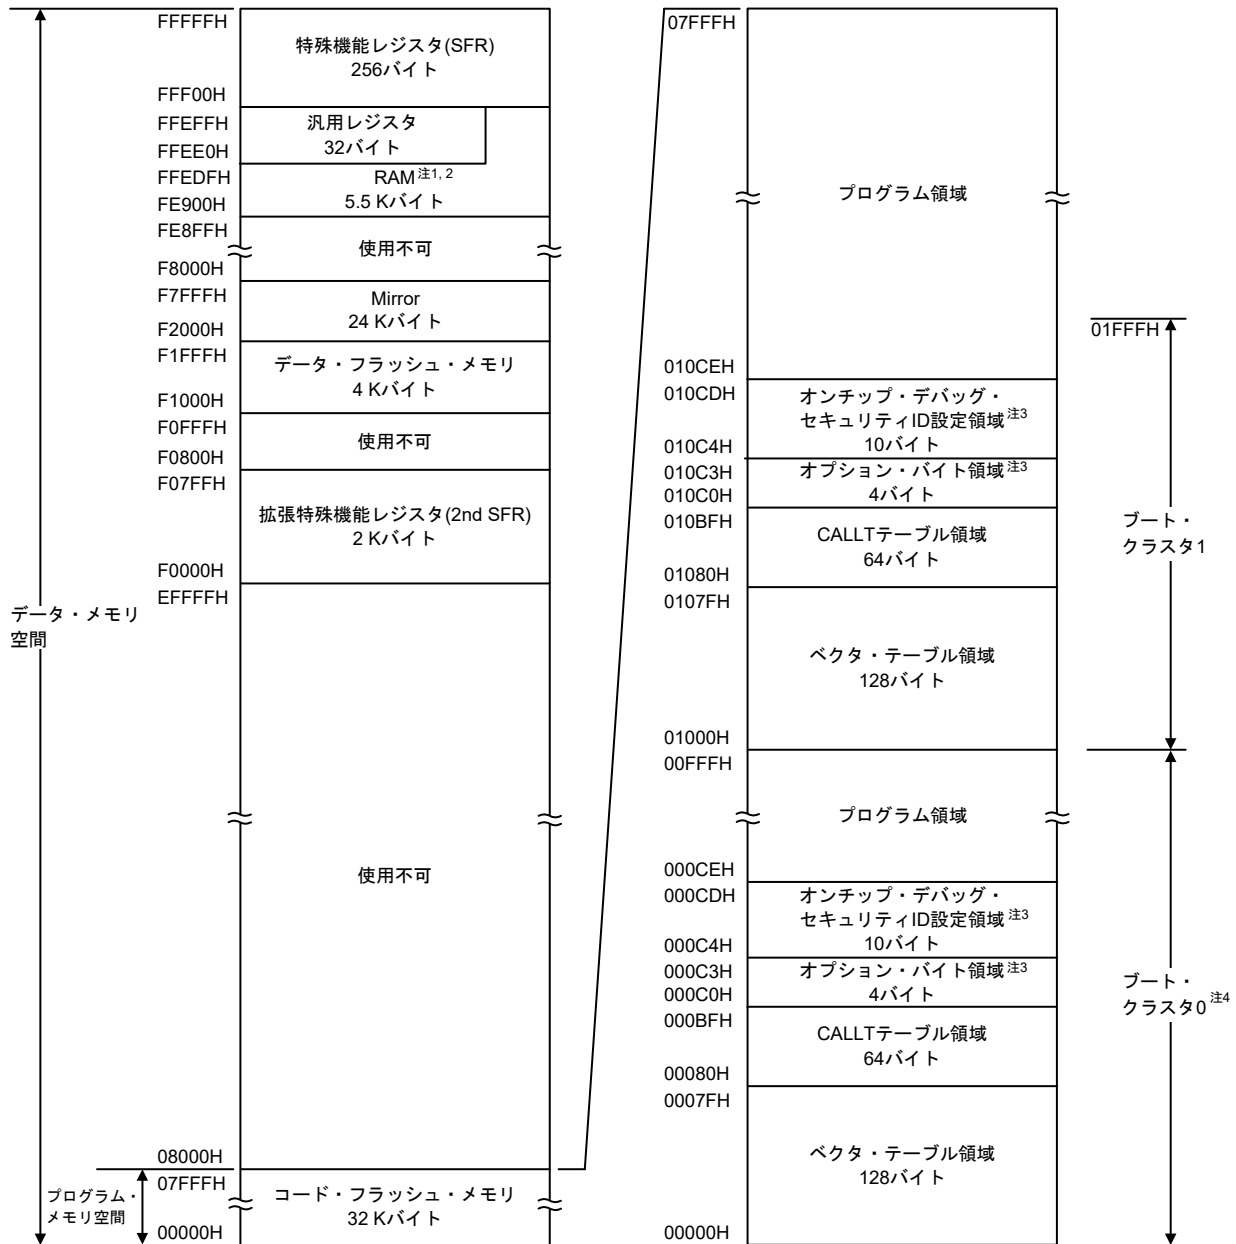 FFFFFH
特殊機能レジスタ(SFR)
256バイト
FFF00H
FFEFFH
汎用レジスタ
32バイト
FFEE0H
FFEDFH
RAM注1, 2
5.5 Kバイト
FE900H
FE8FFH
使用不可
F8000H
F7FFFH
Mirror
24 Kバイト
F2000H
F1FFFH
データ・フラッシュ・メモリ
4 Kバイト
F1000H
F0FFFH
使用不可
F0800H
F07FFH
拡張特殊機能レジスタ(2nd SFR)
2 Kバイト
F0000H
EFFFFH
データ・メモリ
空間
使用不可
08000H
07FFFH
プログラム・
メモリ空間
コード・フラッシュ・メモリ
32 Kバイト
00000H
07FFFH
プログラム領域
01FFFH
010CEH
010CDH
オンチップ・デバッグ・
セキュリティID設定領域注3
10バイト
010C4H
010C3H
オプション・バイト領域注3
4バイト
010C0H
010BFH
CALLTテーブル領域
64バイト
01080H
0107FH
ブート・
クラスタ1
ベクタ・テーブル領域
128バイト
01000H
00FFFH
プログラム領域
000CEH
000CDH
オンチップ・デバッグ・
セキュリティID設定領域注3
10バイト
000C4H
000C3H
オプション・バイト領域注3
4バイト
000C0H
000BFH
CALLTテーブル領域
64バイト
00080H
0007FH
ブート・
クラスタ0注4
ベクタ・テーブル領域
128バイト
00000H